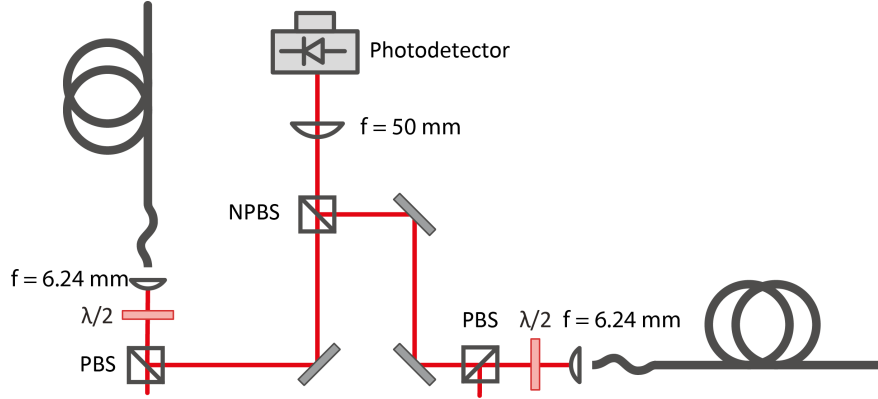 Photodetector
f = 50 mm
NPBS
f = 6.24 mm
λ/2
PBS
PBS
λ/2
f = 6.24 mm